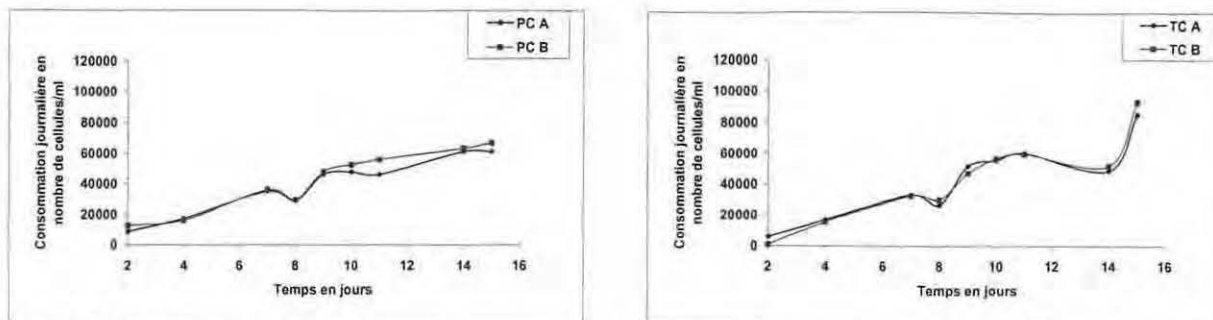 PC A
PC B
Consommation journalière en
nombre de cellules/ml
120000
100000
80000
60000
40000
20000
0
2 4 6 8 10 12 14 16
Temps en jours
TC A
TC B
Consommation journalière en
nombre de cellules/ml
120000
100000
80000
60000
40000
20000
0
2 4 6 8 10 12 14 16
Temps en jours